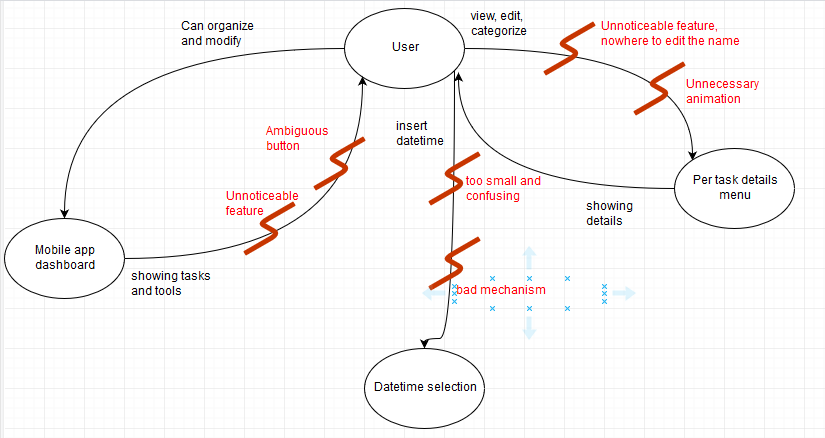 Can organize
and modify
User
view, edit,
categorize
Unnoticeable feature,
nowhere to edit the name
Unnecessary
animation
Ambiguous
button
insert
datetime
too small and
confusing
Per task details
menu
Unnoticeable
feature
showing
details
Mobile app
dashboard
showing tasks
and tools
bad mechanism
Datetime selection